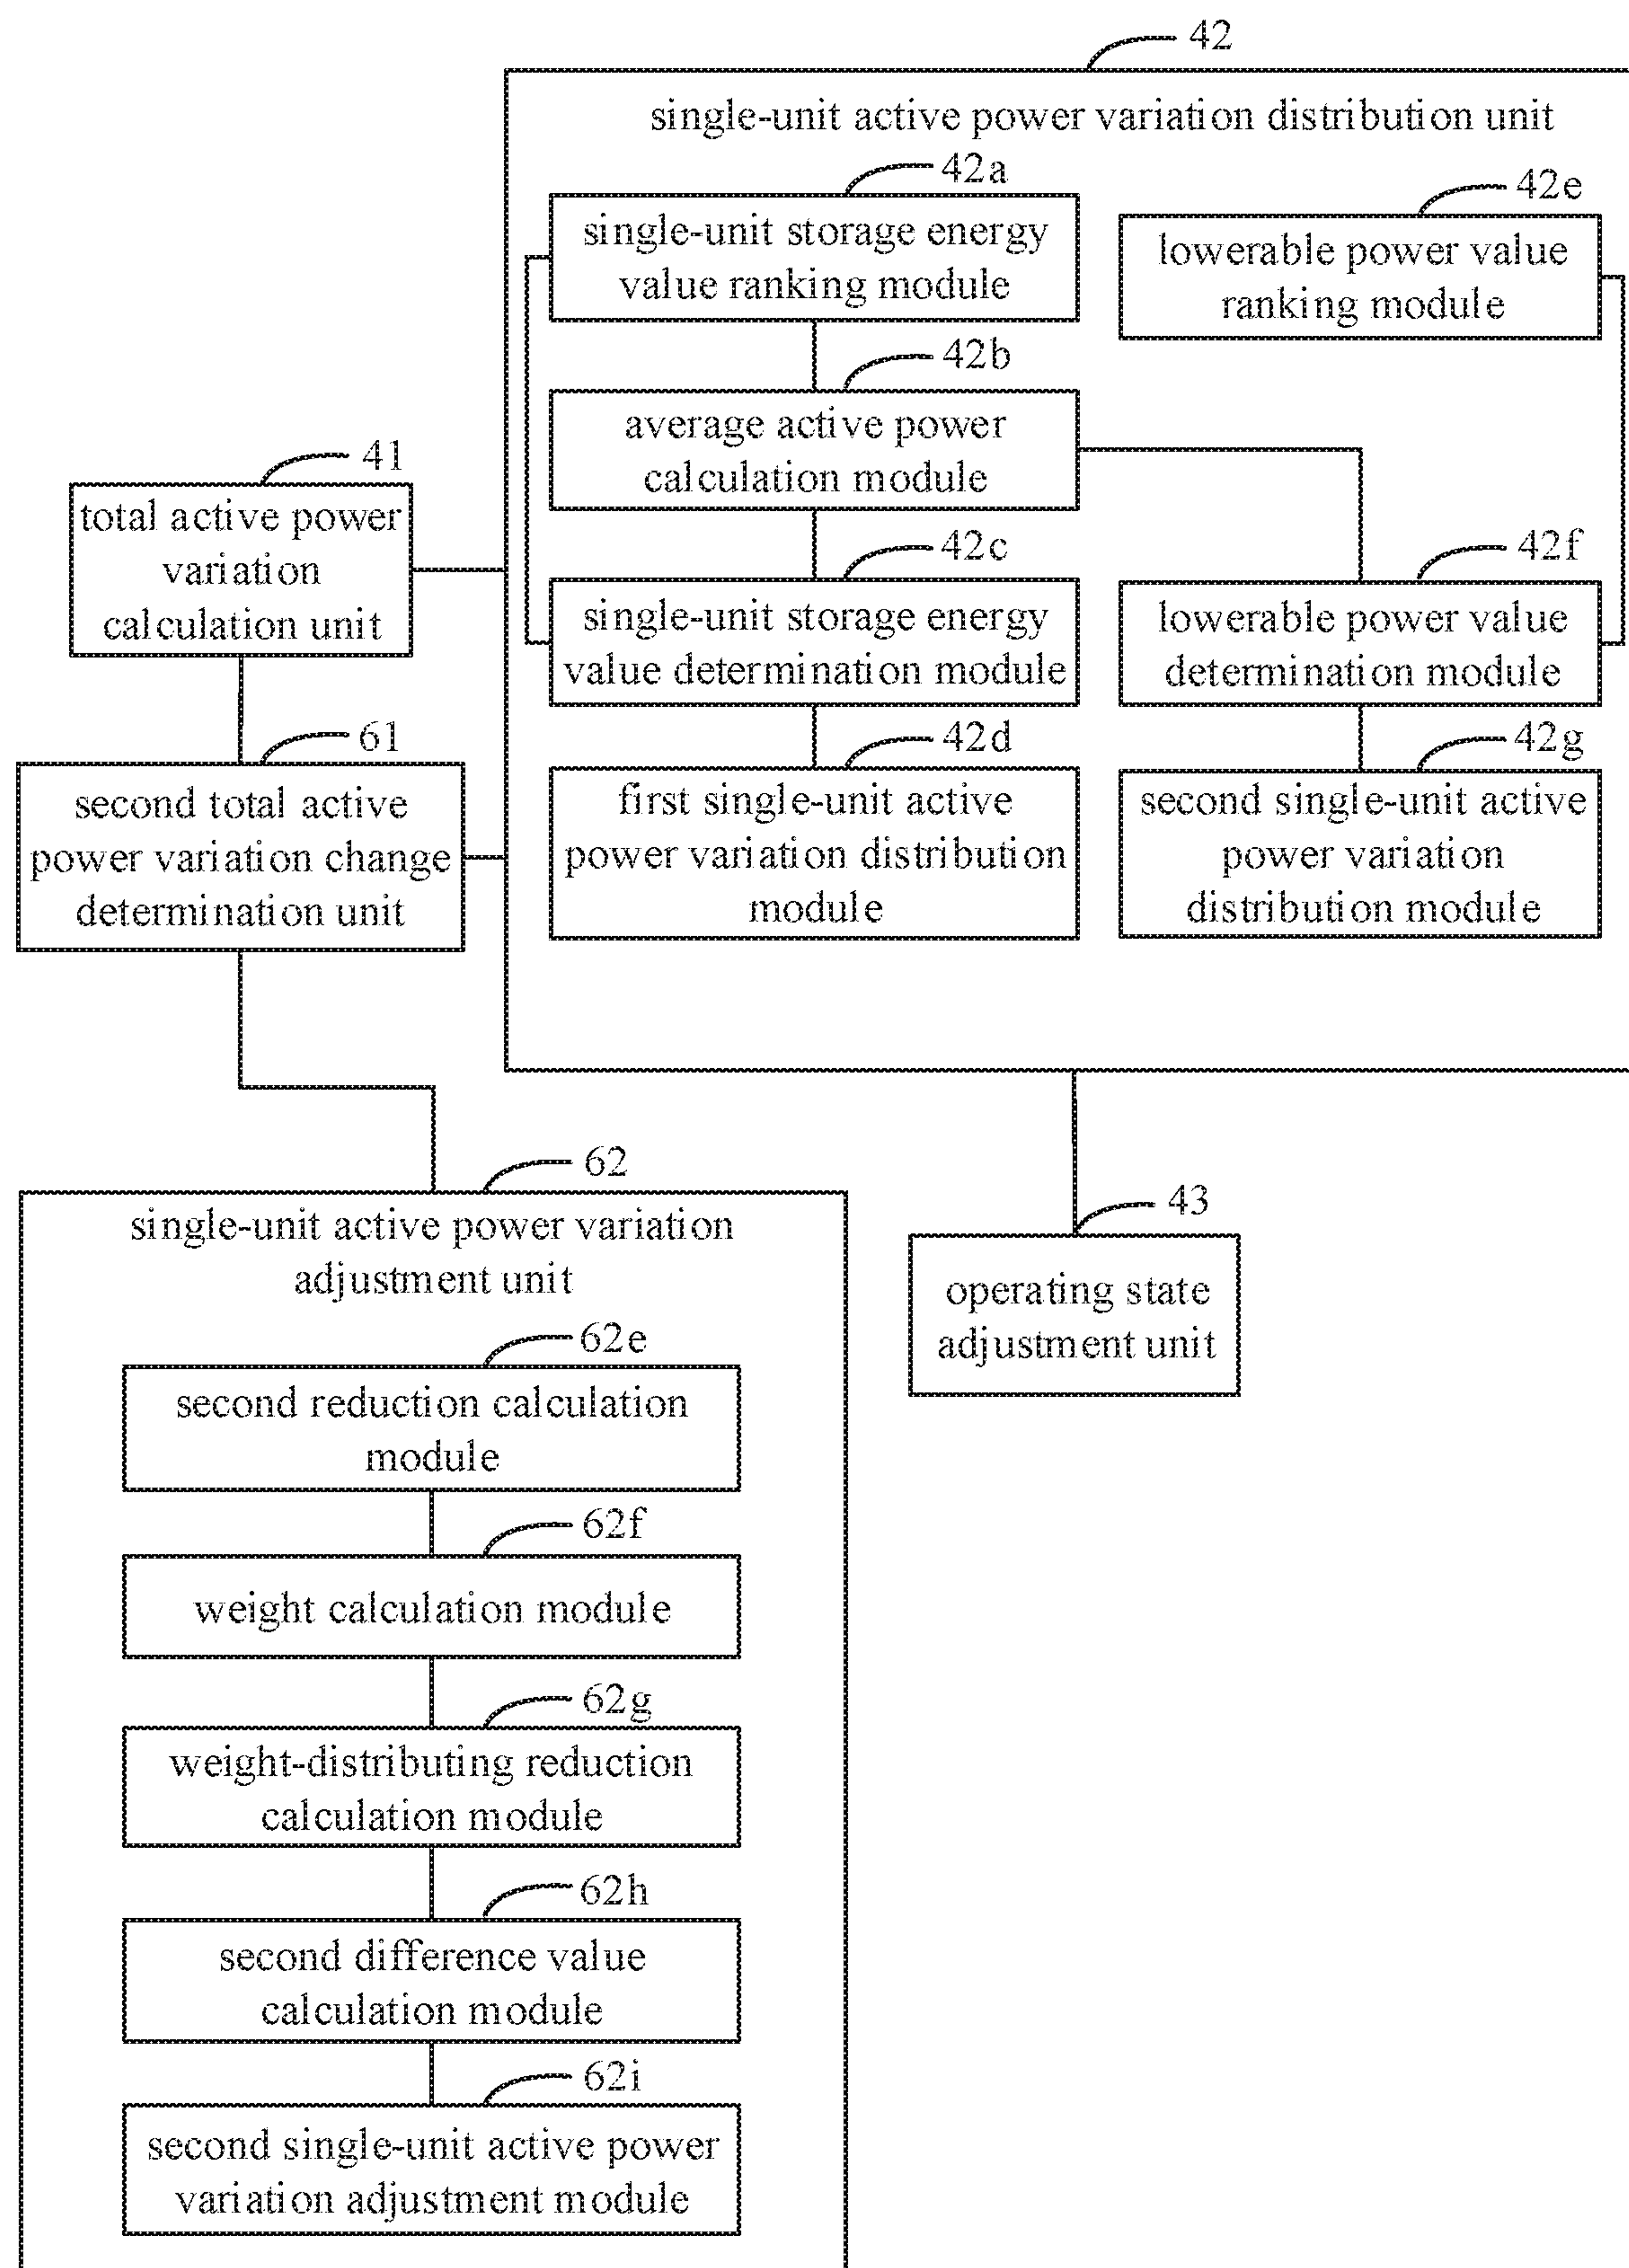 42
single-unit active power variation distribution unit
42a
single-unit storage energy
value ranking module
42e
lowerable power value
ranking module
42b
average active power
calculation module
41
total active power
variation
calculation unit
42c
single-unit storage energy
value determination module
42f
lowerable power value
determination module
61
second total active
power variation change
determination unit
42d
first single-unit active
power variation distribution
module
42g
second single-unit active
power variation
distribution module
62
single-unit active power variation
adjustment unit
43
operating state
adjustment unit
62e
second reduction calculation
module
62f
weight calculation module
62g
weight-distributing reduction
calculation module
62h
second difference value
calculation module
62i
second single-unit active power
variation adjustment module